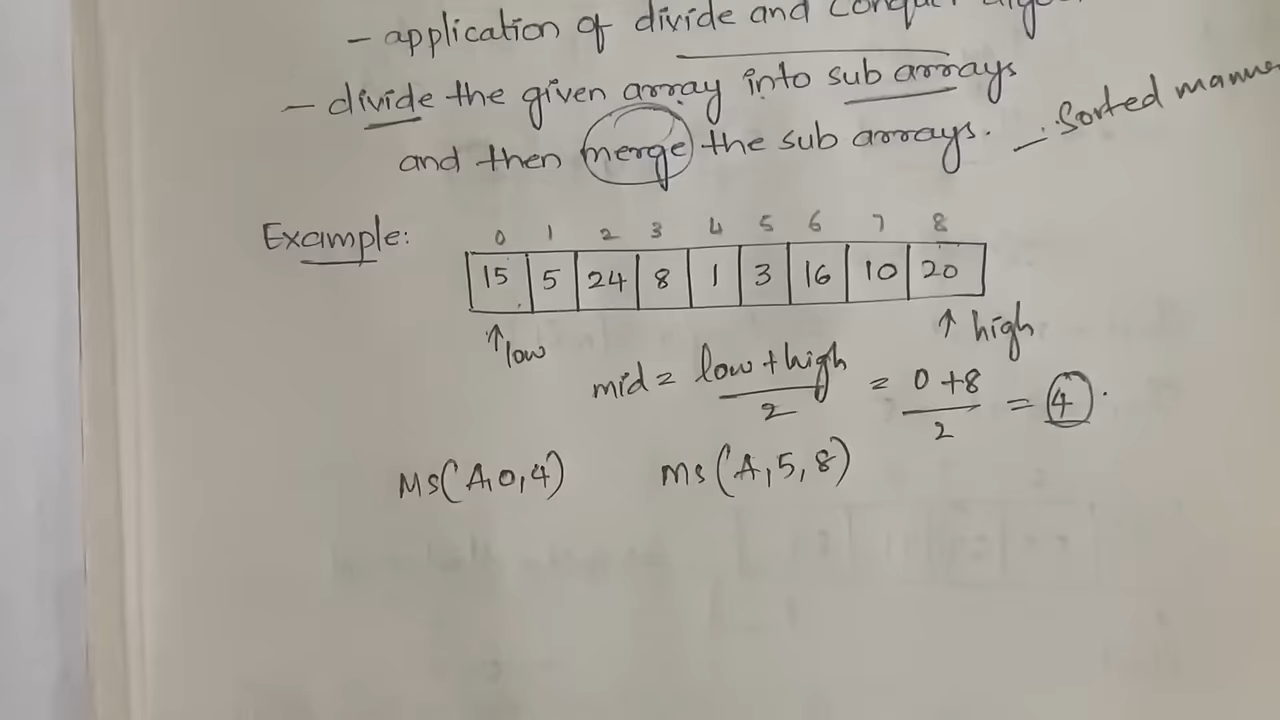 - application of divide and conquer
- divide the given array into sub arrays
and then merge the sub arrays. - Sorted manner
Example:
0 1 2 3 4 5 6 7 8
15 5 24 8 1 3 16 10 20
↑ low ↑ high
mid = low + high / 2 = 0 + 8 / 2 = 4.
MS(A,0,4) MS(A,5,8)